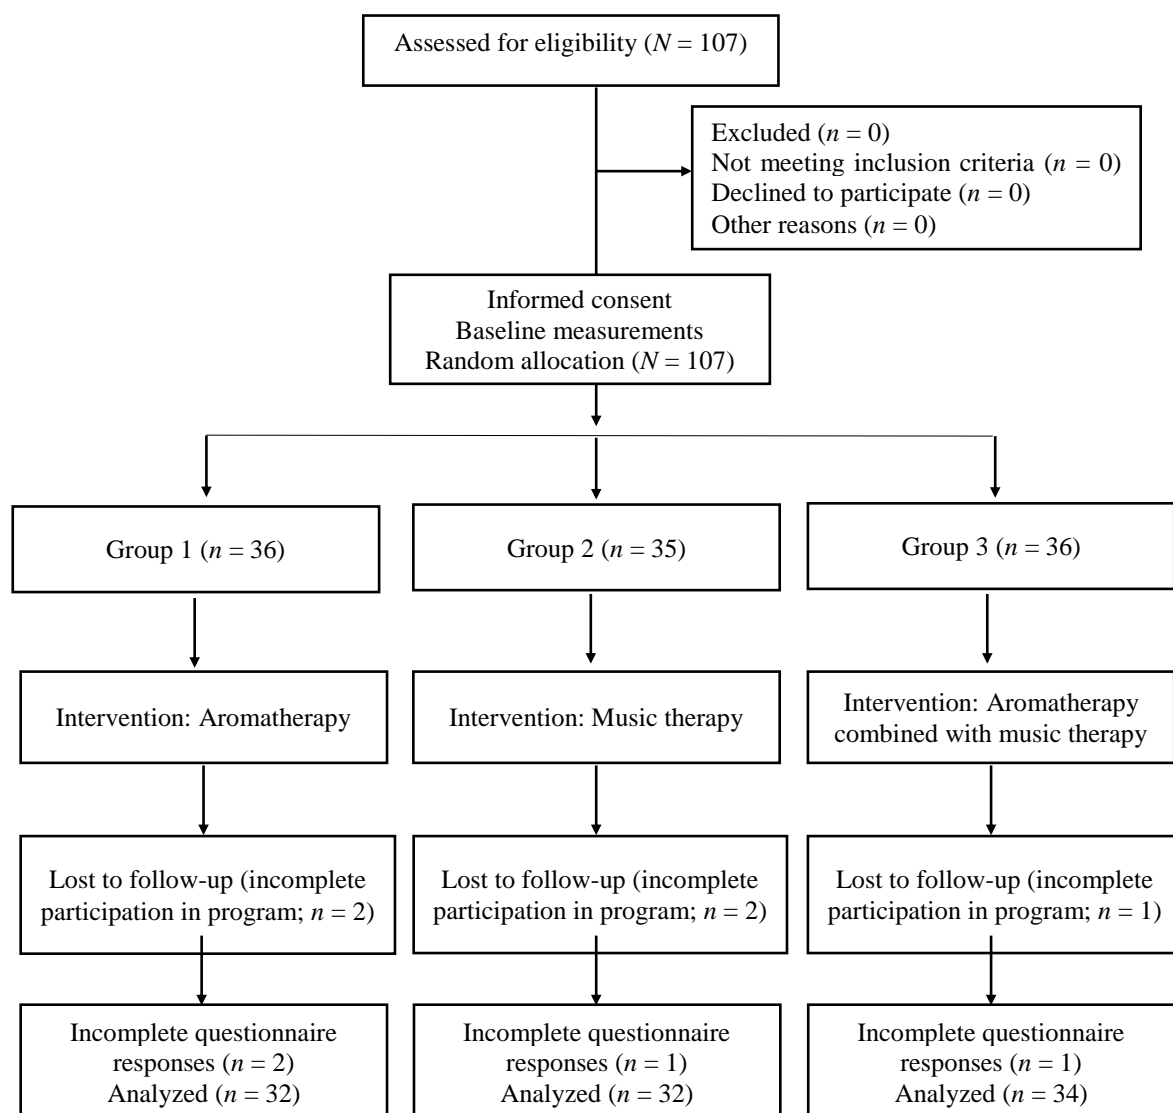 Assessed for eligibility (N = 107)
Excluded (n = 0)
Not meeting inclusion criteria (n = 0)
Declined to participate (n = 0)
Other reasons (n = 0)
Informed consent
Baseline measurements
Random allocation (N = 107)
Group 1 (n = 36)
Group 2 (n = 35)
Group 3 (n = 36)
Intervention: Aromatherapy
Intervention: Music therapy
Intervention: Aromatherapy
combined with music therapy
Lost to follow-up (incomplete
participation in program; n = 2)
Lost to follow-up (incomplete
participation in program; n = 2)
Lost to follow-up (incomplete
participation in program; n = 1)
Incomplete questionnaire
responses (n = 2)
Analyzed (n = 32)
Incomplete questionnaire
responses (n = 1)
Analyzed (n = 32)
Incomplete questionnaire
responses (n = 1)
Analyzed (n = 34)